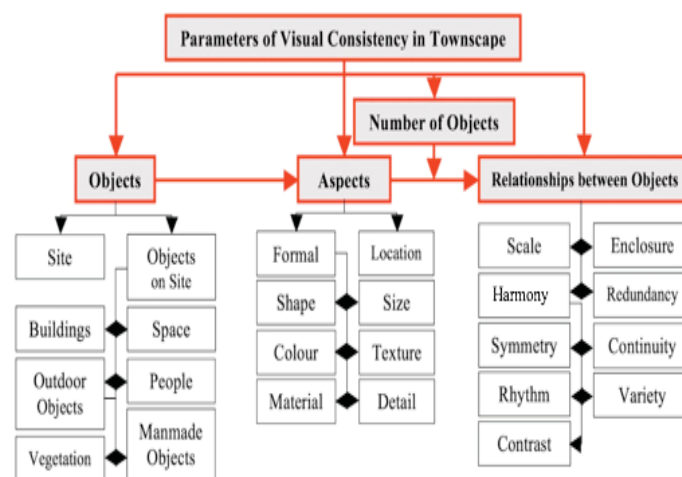 Parameters of Visual Consistency in Townscape
Number of Objects
Objects
Aspects
Relationships between Objects
Site
Objects
on Site
Buildings
Space
Outdoor
Objects
People
Vegetation
Manmade
Objects
Formal
Location
Shape
Size
Colour
Texture
Material
Detail
Scale
Enclosure
Harmony
Redundancy
Symmetry
Continuity
Rhythm
Variety
Contrast